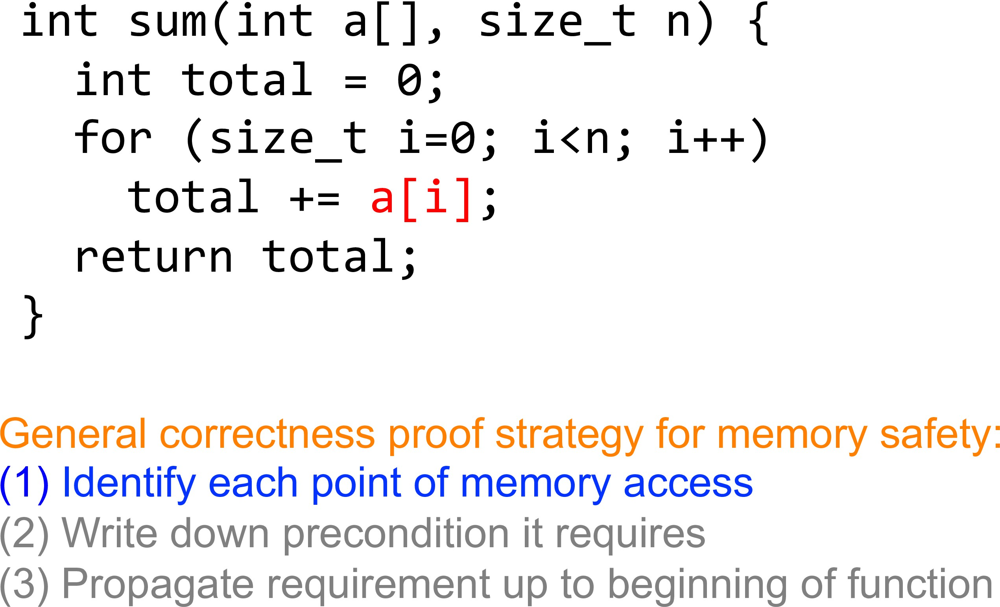 int sum(int a[], size_t n) {
int total = 0;
for (size_t i=0; i<n; i++)
total += a[i];
return total;
}
General correctness proof strategy for memory safety:
(1) Identify each point of memory access
(2) Write down precondition it requires
(3) Propagate requirement up to beginning of function